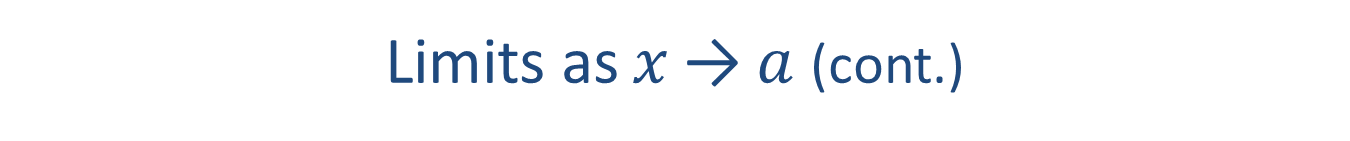 Limits as 𝑥 → 𝑎 (cont.)